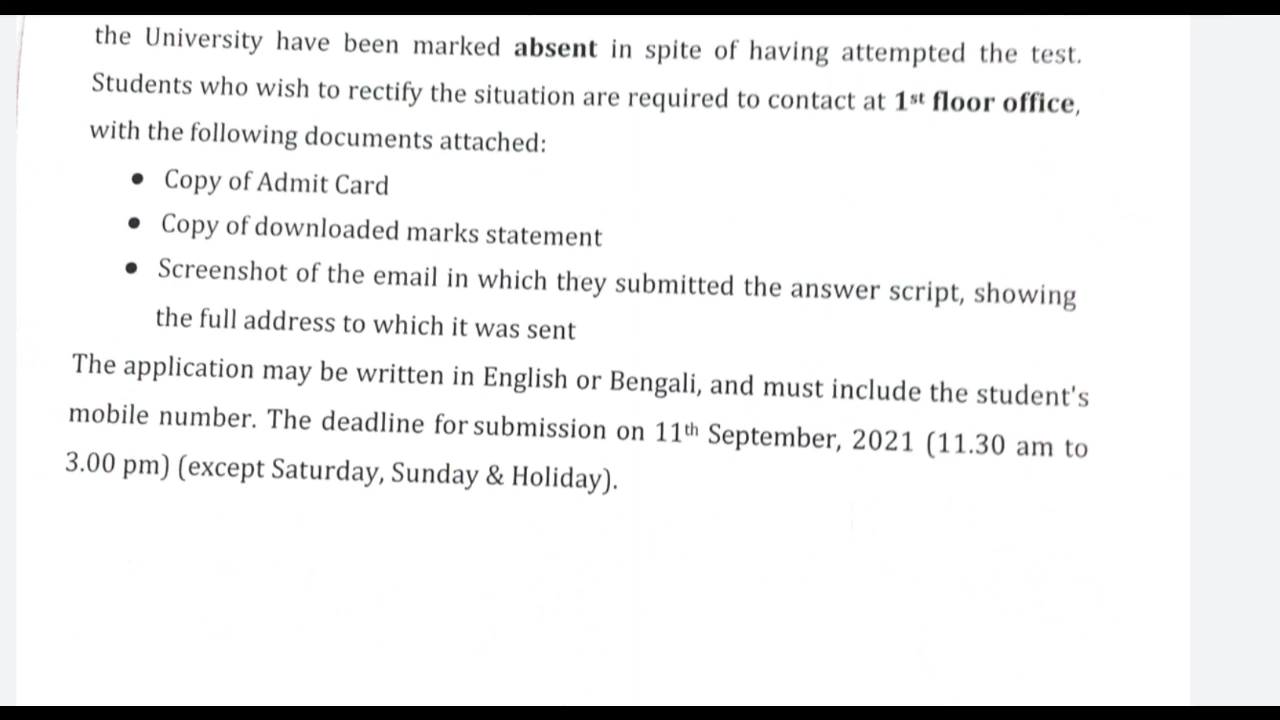 the University have been marked absent in spite of having attempted the test.
Students who wish to rectify the situation are required to contact at 1st floor office,
with the following documents attached:
• Copy of Admit Card
• Copy of downloaded marks statement
• Screenshot of the email in which they submitted the answer script, showing
the full address to which it was sent
The application may be written in English or Bengali, and must include the student's
mobile number. The deadline for submission on 11th September, 2021 (11.30 am to
3.00 pm) (except Saturday, Sunday & Holiday).